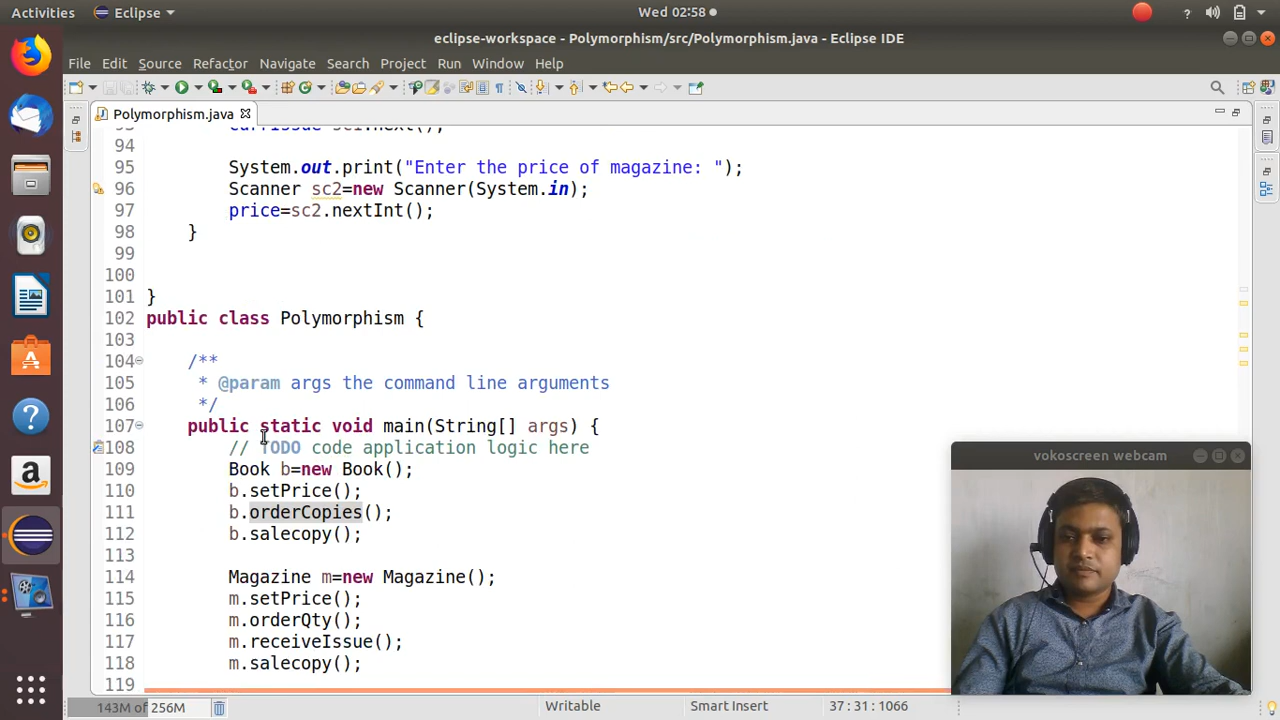 Activities Eclipse Wed 02:58
eclipse-workspace - Polymorphism/src/Polymorphism.java - Eclipse IDE
File Edit Source Refactor Navigate Search Project Run Window Help
Polymorphism.java
93 currIssue=sc1.next();
94
95 System.out.print("Enter the price of magazine: ");
96 Scanner sc2=new Scanner(System.in);
97 price=sc2.nextInt();
98 }
99
100
101 }
102 public class Polymorphism {
103
104 /**
105 * @param args the command line arguments
106 */
107 public static void main(String[] args) {
108 // TODO code application logic here
109 Book b=new Book();
110 b.setPrice();
111 b.orderCopies();
112 b.salecopy();
113
114 Magazine m=new Magazine();
115 m.setPrice();
116 m.orderQty();
117 m.receiveIssue();
118 m.salecopy();
119
vokoscreen webcam
143M of 256M Writable Smart Insert 37 : 31 : 1066